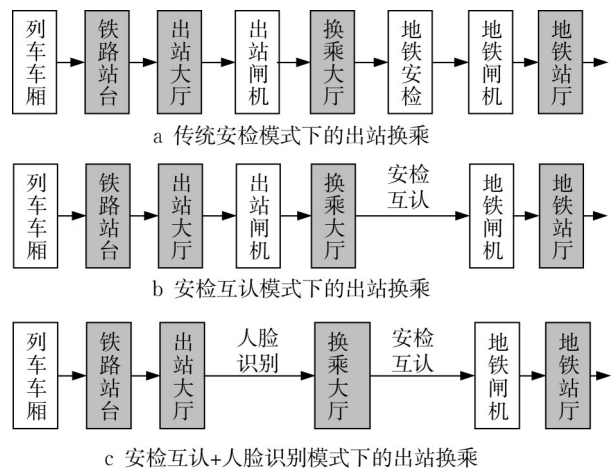 列车车厢
铁路站台
出站大厅
出站闸机
换乘大厅
地铁安检
地铁闸机
地铁站厅
a 传统安检模式下的出站换乘
列车车厢
铁路站台
出站大厅
出站闸机
换乘大厅
安检
互认
地铁闸机
地铁站厅
b 安检互认模式下的出站换乘
列车车厢
铁路站台
出站大厅
人脸
识别
换乘大厅
安检
互认
地铁闸机
地铁站厅
c 安检互认+人脸识别模式下的出站换乘